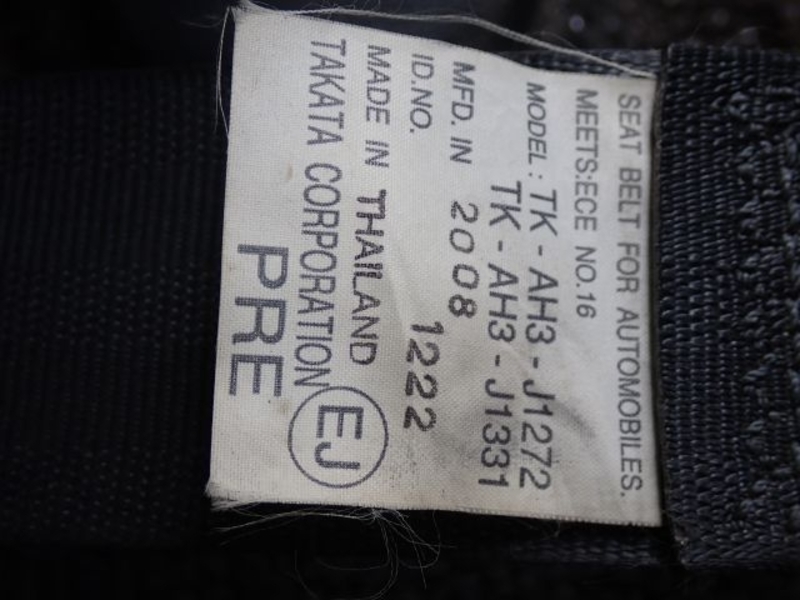 SEAT BELT FOR AUTOMOBILES.
MEETS:ECE NO.16
MODEL : TK - AH3 - J1272
TK - AH3 - J1331
MFD. IN 2008
ID.NO. 1222
MADE IN THAILAND
TAKATA CORPORATION EJ
PRE